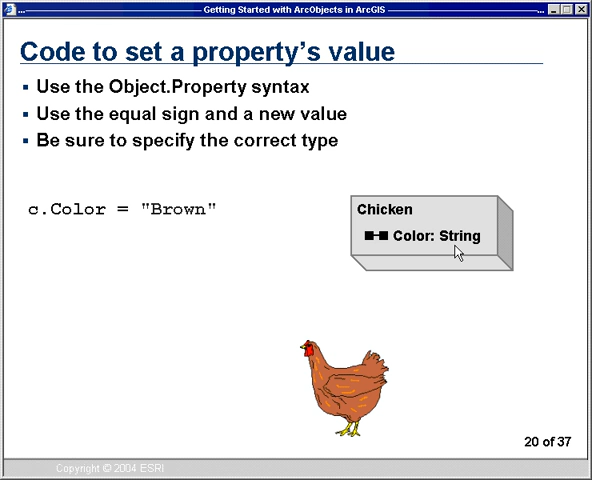 Getting Started with ArcObjects in ArcGIS
Code to set a property's value
Use the Object.Property syntax
Use the equal sign and a new value
Be sure to specify the correct type
c.Color = "Brown"
Chicken
Color: String
20 of 37
Copyright © 2004 ESRI